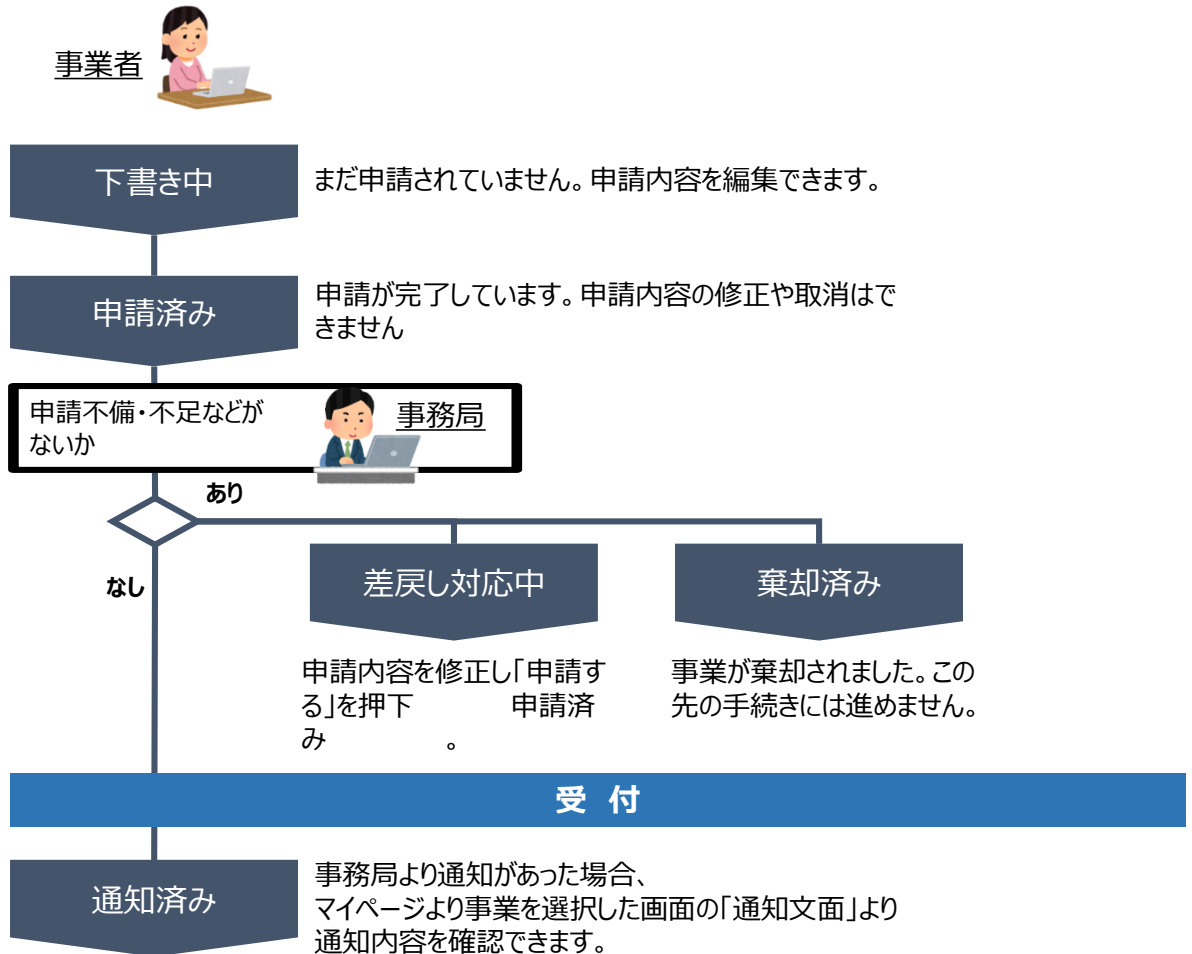 事業者
下書き中
まだ申請されていません。申請内容を編集できます。
申請済み
申請が完了しています。申請内容の修正や取消はで
きません
申請不備・不足などが
ないか
事務局
あり
なし
差戻し対応中
申請内容を修正し「申請す
る」を押下 申請済
み 。
棄却済み
事業が棄却されました。この
先の手続きには進めません。
受 付
通知済み
事務局より通知があった場合、
マイページより事業を選択した画面の「通知文面」より
通知内容を確認できます。